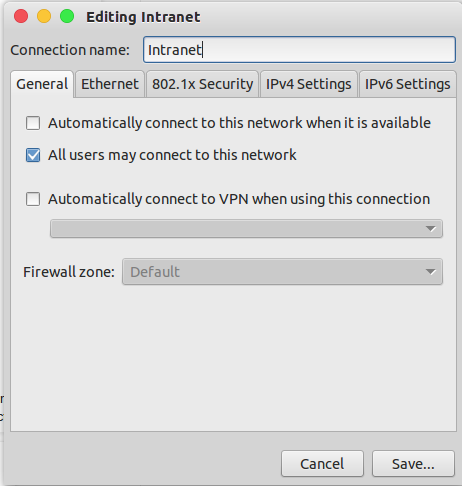 Editing Intranet
Connection name: Intranet
General Ethernet 802.1x Security IPv4 Settings IPv6 Settings
Automatically connect to this network when it is available
All users may connect to this network
Automatically connect to VPN when using this connection
Firewall zone: Default
Cancel Save...